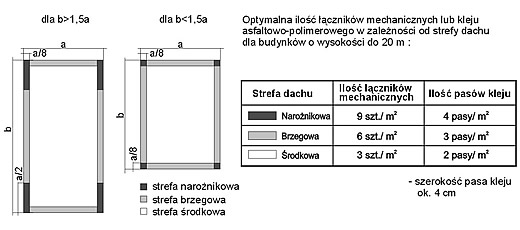 dla b>1,5a
dla b<1,5a
a
a/8
b
a/2
a
a/8
b
a/8
strefa narożnikowa
strefa brzegowa
strefa środkowa
Optymalna ilość łączników mechanicznych lub kleju
asfaltowo-polimerowego w zależności od strefy dachu
dla budynków o wysokości do 20 m :
Strefa dachu
Ilość łączników
mechanicznych
Ilość pasów kleju
Narożnikowa
9 szt./ m²
4 pasy/ m²
Brzegowa
6 szt./ m²
3 pasy/ m²
Środkowa
3 szt./ m²
2 pasy/ m²
- szerokość pasa kleju
ok. 4 cm